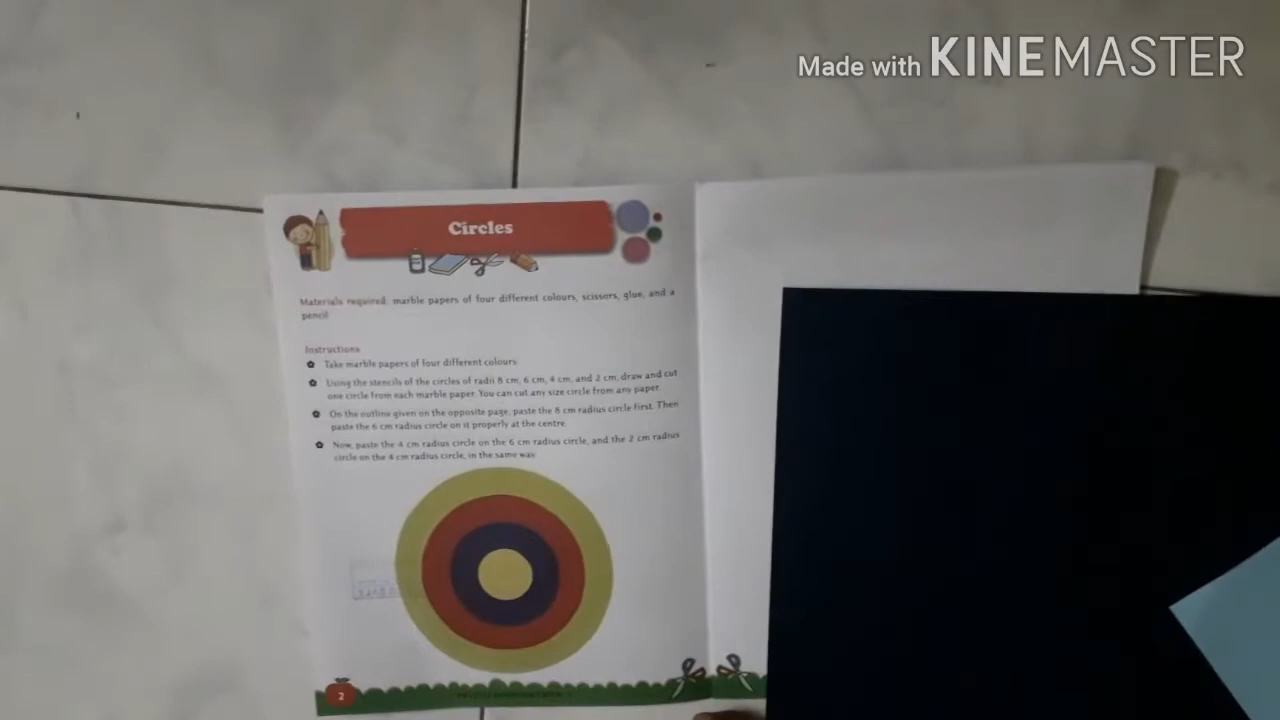 Made with KINEMASTER
Circles
Materials required: marble papers of four different colours, scissors, glue, and a
pencil
Instructions
Take marble papers of four different colours
Using the stencils of the circles of radii 8 cm, 6 cm, 4 cm, and 2 cm, draw and cut
one circle from each marble paper. You can cut any size circle from any paper.
On the outline given on the opposite page, paste the 8 cm radius circle first. Then
paste the 6 cm radius circle on it properly at the centre.
Now, paste the 4 cm radius circle on the 6 cm radius circle, and the 2 cm radius
circle on the 4 cm radius circle, in the same way.
2